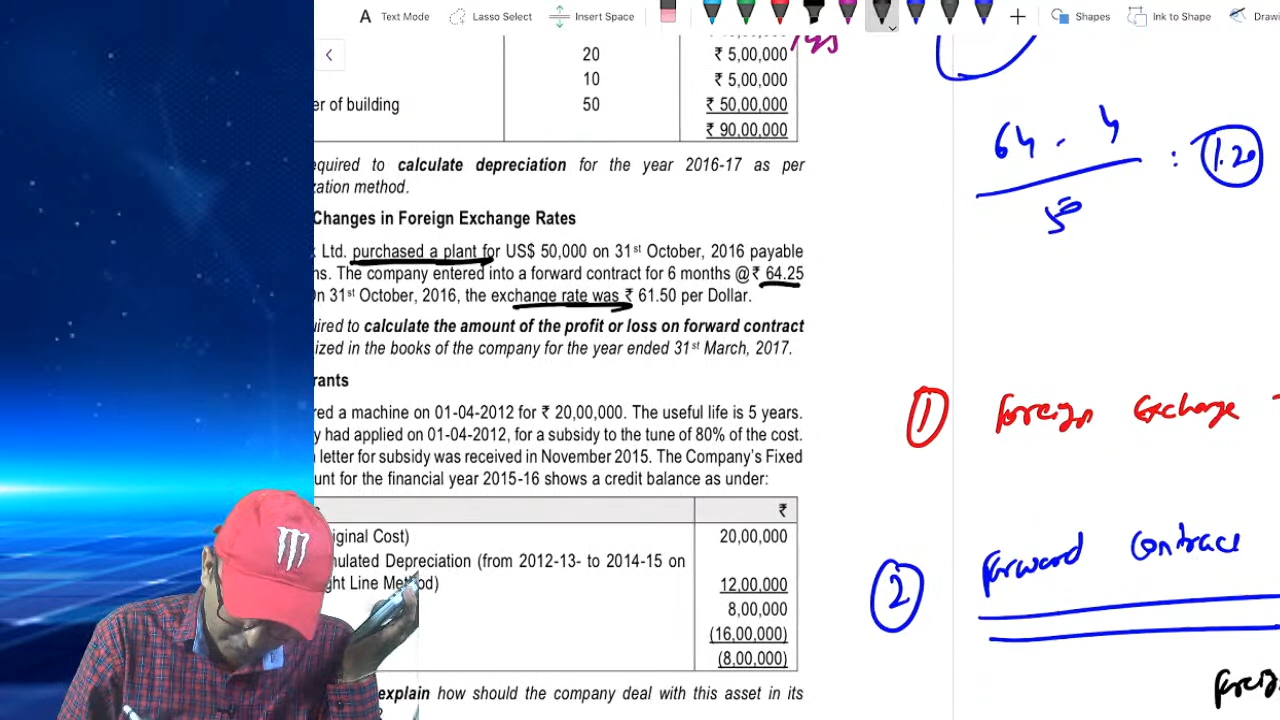 Text Mode
Lasso Select
Insert Space
Shapes
Ink to Shape
20 ₹ 5,00,000
10 ₹ 5,00,000
er of building 50 ₹ 50,00,000
₹ 90,00,000
quired to calculate depreciation for the year 2016-17 as per
zation method.
Changes in Foreign Exchange Rates
Ltd. purchased a plant for US$ 50,000 on 31st October, 2016 payable
ns. The company entered into a forward contract for 6 months @₹ 64.25
On 31st October, 2016, the exchange rate was ₹ 61.50 per Dollar.
uired to calculate the amount of the profit or loss on forward contract
ized in the books of the company for the year ended 31st March, 2017.
rants
red a machine on 01-04-2012 for ₹ 20,00,000. The useful life is 5 years.
y had applied on 01-04-2012, for a subsidy to the tune of 80% of the cost.
letter for subsidy was received in November 2015. The Company's Fixed
unt for the financial year 2015-16 shows a credit balance as under:
₹
iginal Cost) 20,00,000
mulated Depreciation (from 2012-13- to 2014-15 on
ght Line Method) 12,00,000
8,00,000
(16,00,000)
(8,00,000)
explain how should the company deal with this asset in its
64 - 4
50
: 1.20
1 Foreign Exchange
2 Forward Contract